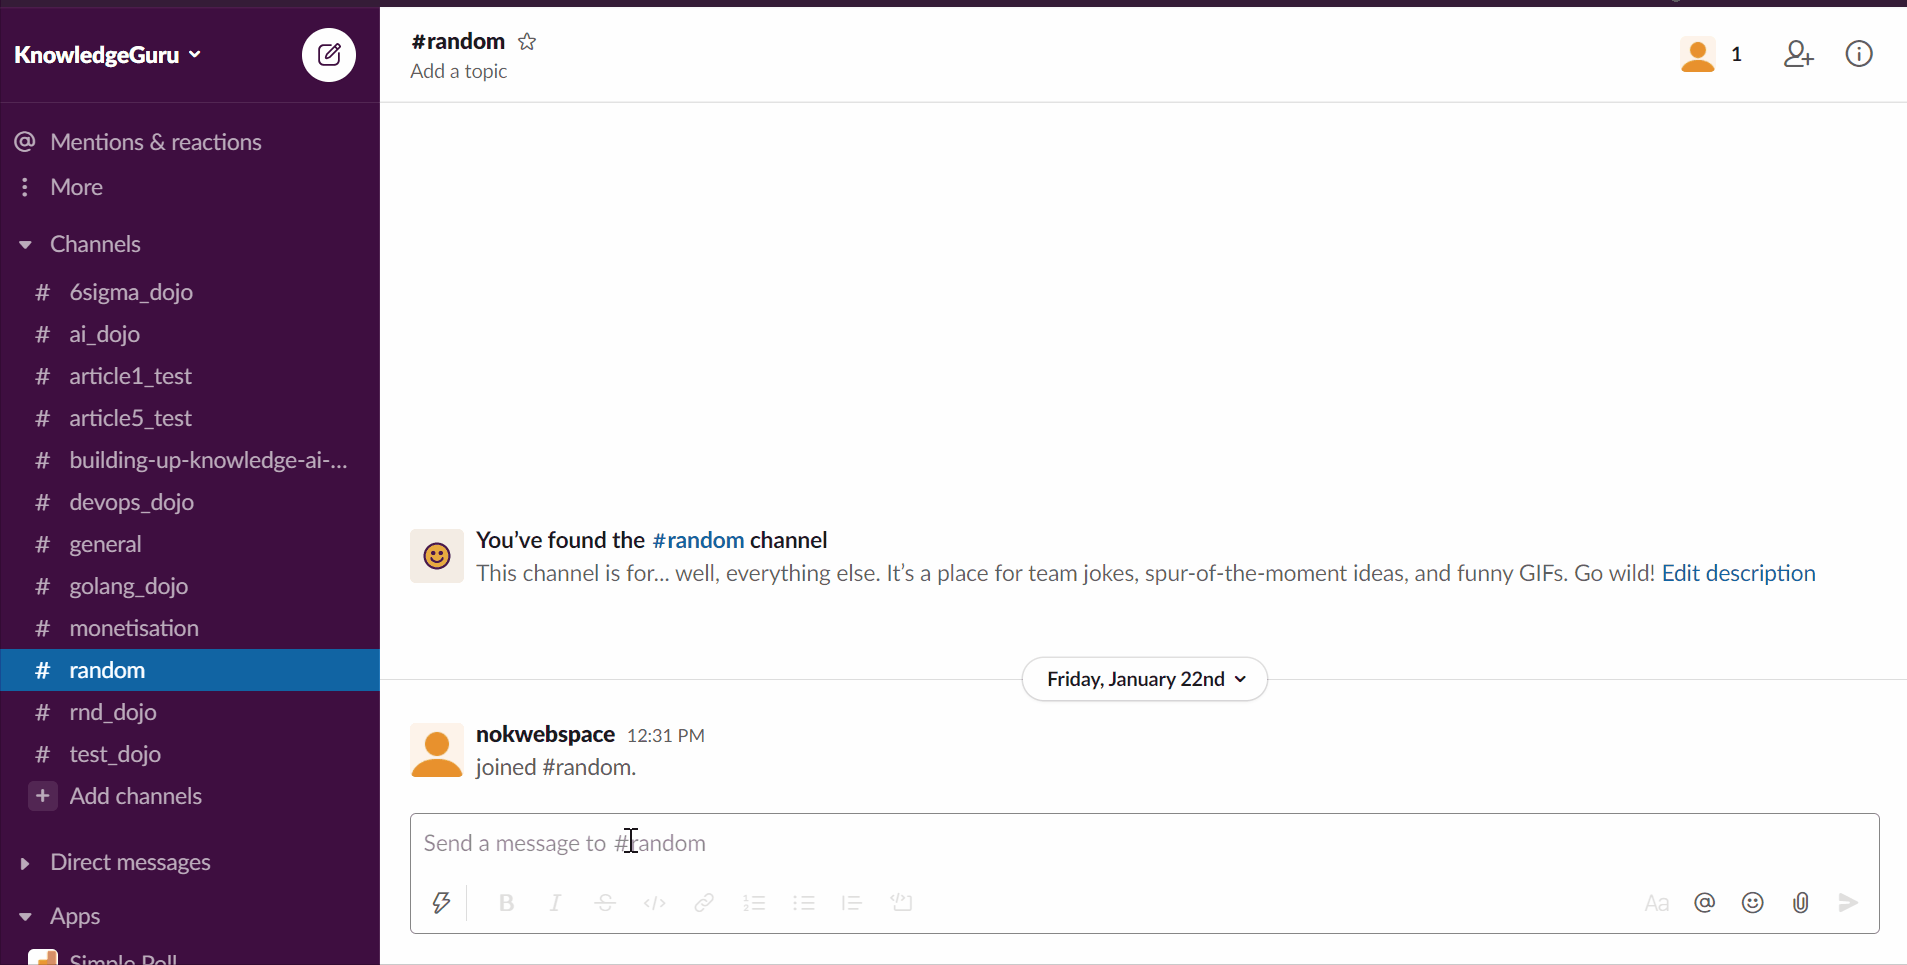 KnowledgeGuru
Mentions & reactions
More
Channels
# 6sigma_dojo
# ai_dojo
# article1_test
# article5_test
# building-up-knowledge-ai-...
# devops_dojo
# general
# golang_dojo
# monetisation
# random
# rnd_dojo
# test_dojo
+ Add channels
Direct messages
Apps
Simple Poll
#random
Add a topic
1
You’ve found the #random channel
This channel is for... well, everything else. It’s a place for team jokes, spur-of-the-moment ideas, and funny GIFs. Go wild! Edit description
Friday, January 22nd
nokwebspace 12:31 PM
joined #random.
Send a message to #random
B I S </> Aa @